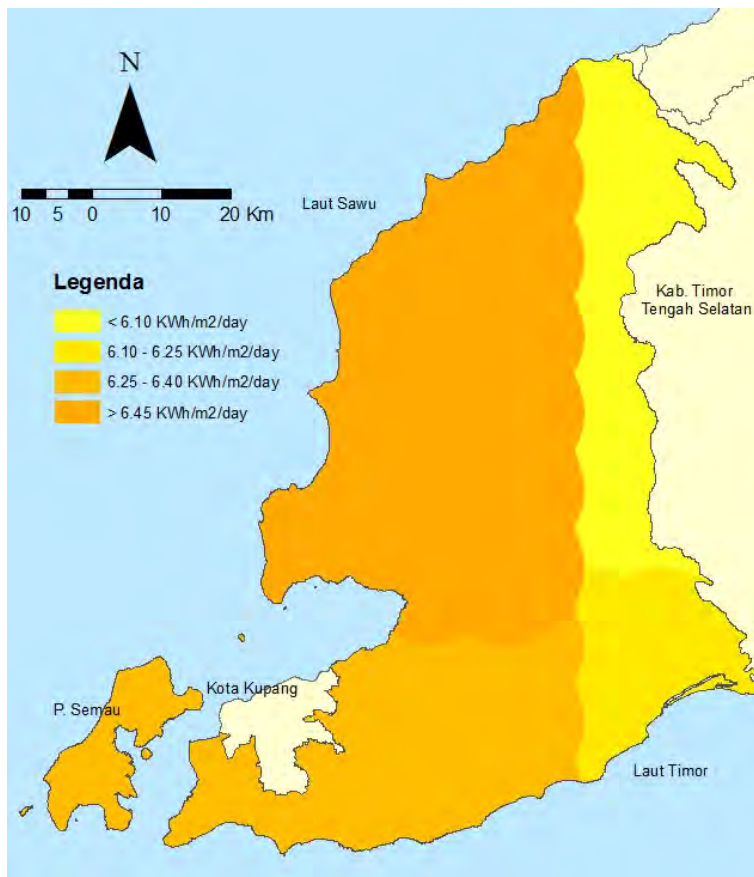 N
10 5 0 10 20 Km
Laut Sawu
Legenda
< 6.10 KWh/m2/day
6.10 - 6.25 KWh/m2/day
6.25 - 6.40 KWh/m2/day
> 6.45 KWh/m2/day
Kab. Timor
Tengah Selatan
Kota Kupang
P. Semau
Laut Timor